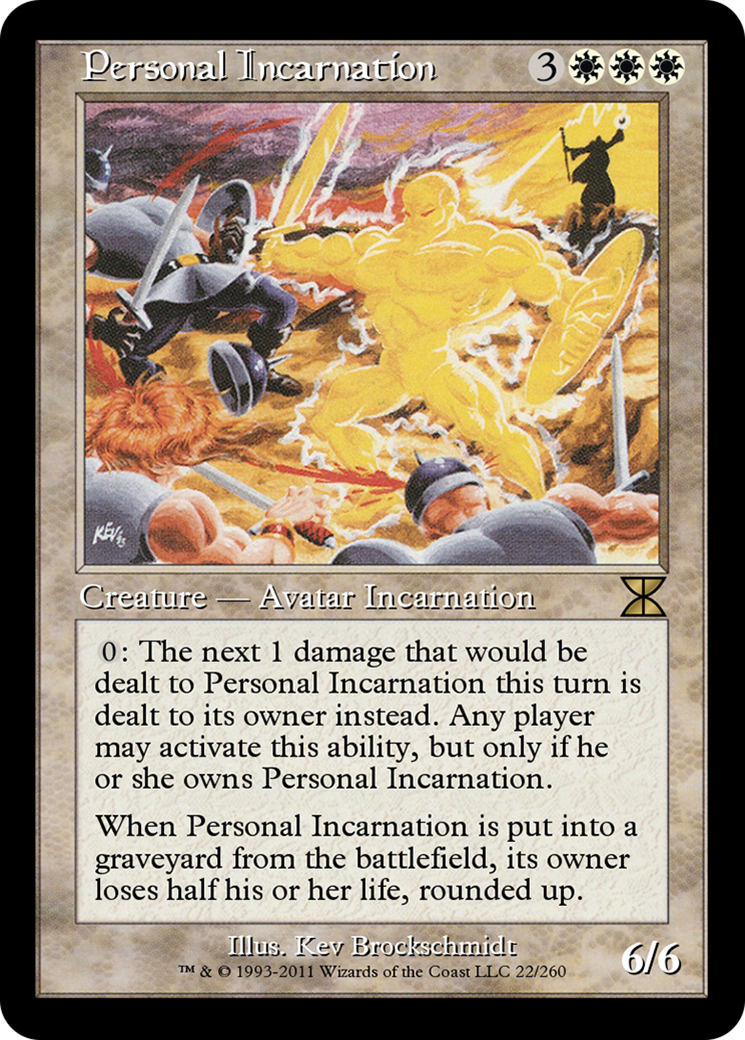 Personal Incarnation 3
KEV 95
Creature — Avatar Incarnation
0: The next 1 damage that would be
dealt to Personal Incarnation this turn is
dealt to its owner instead. Any player
may activate this ability, but only if he
or she owns Personal Incarnation.
When Personal Incarnation is put into a
graveyard from the battlefield, its owner
loses half his or her life, rounded up.
Illus. Kev Brockschmidt
™ & © 1993-2011 Wizards of the Coast LLC 22/260
6/6